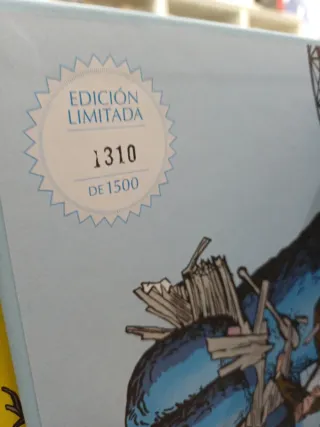 EDICIÓN
LIMITADA
1310
DE 1500